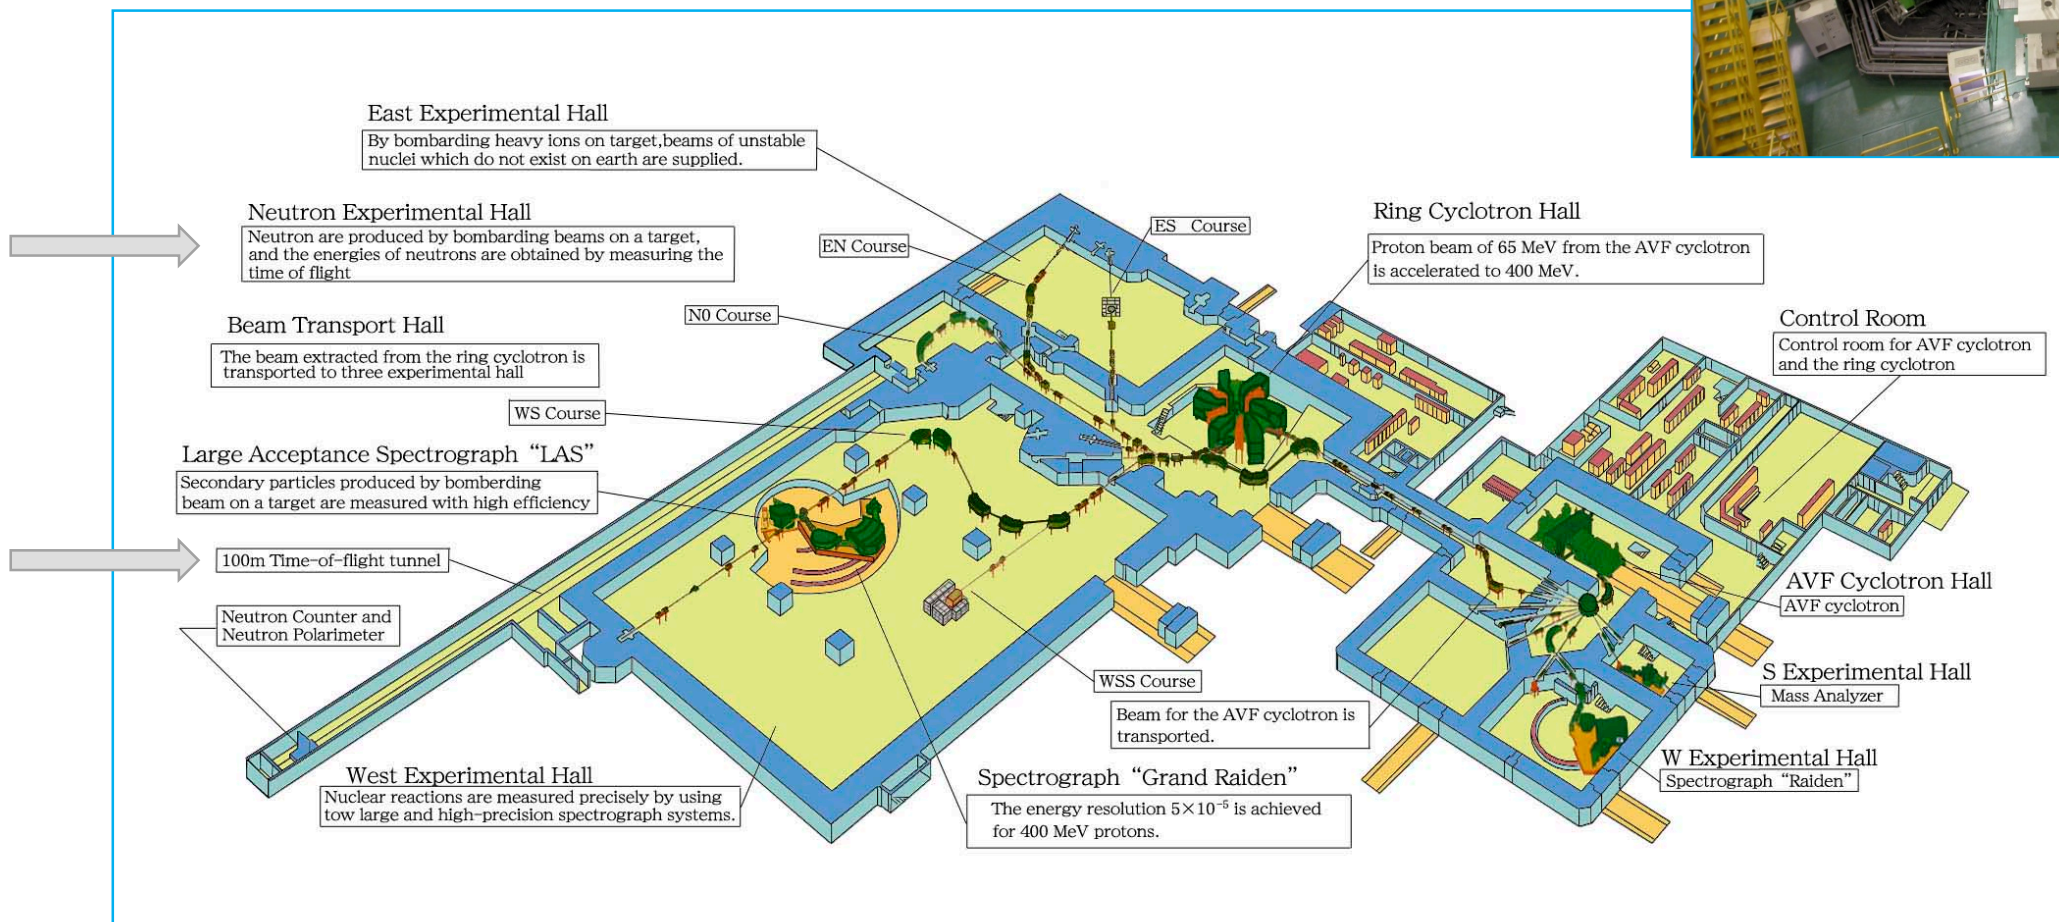 East Experimental Hall
By bombarding heavy ions on target,beams of unstable
nuclei which do not exist on earth are supplied.
Neutron Experimental Hall
Neutron are produced by bombarding beams on a target,
and the energies of neutrons are obtained by measuring the
time of flight
EN Course
ES Course
Ring Cyclotron Hall
Proton beam of 65 MeV from the AVF cyclotron
is accelerated to 400 MeV.
N0 Course
Beam Transport Hall
The beam extracted from the ring cyclotron is
transported to three experimental hall
Control Room
Control room for AVF cyclotron
and the ring cyclotron
WS Course
Large Acceptance Spectrograph “LAS”
Secondary particles produced by bomberding
beam on a target are measured with high efficiency
100m Time-of-flight tunnel
Neutron Counter and
Neutron Polarimeter
AVF Cyclotron Hall
AVF cyclotron
S Experimental Hall
Mass Analyzer
WSS Course
Beam for the AVF cyclotron is
transported.
W Experimental Hall
Spectrograph “Raiden”
West Experimental Hall
Nuclear reactions are measured precisely by using
tow large and high-precision spectrograph systems.
Spectrograph “Grand Raiden”
The energy resolution 5×10⁻⁵ is achieved
for 400 MeV protons.